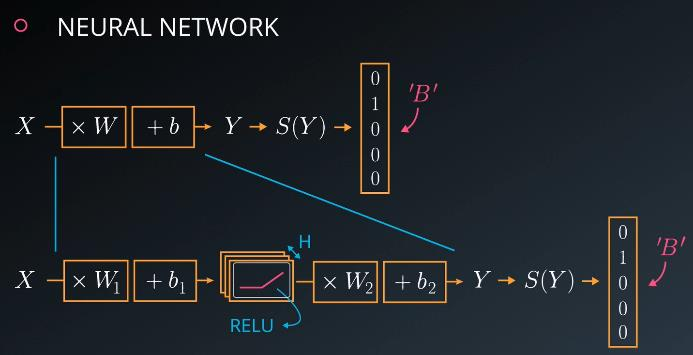 NEURAL NETWORK
X × W + b Y S(Y)
0
1
0
0
0
'B'
H
X × W₁ + b₁ × W₂ + b₂ Y S(Y)
RELU
0
1
0
0
0
'B'